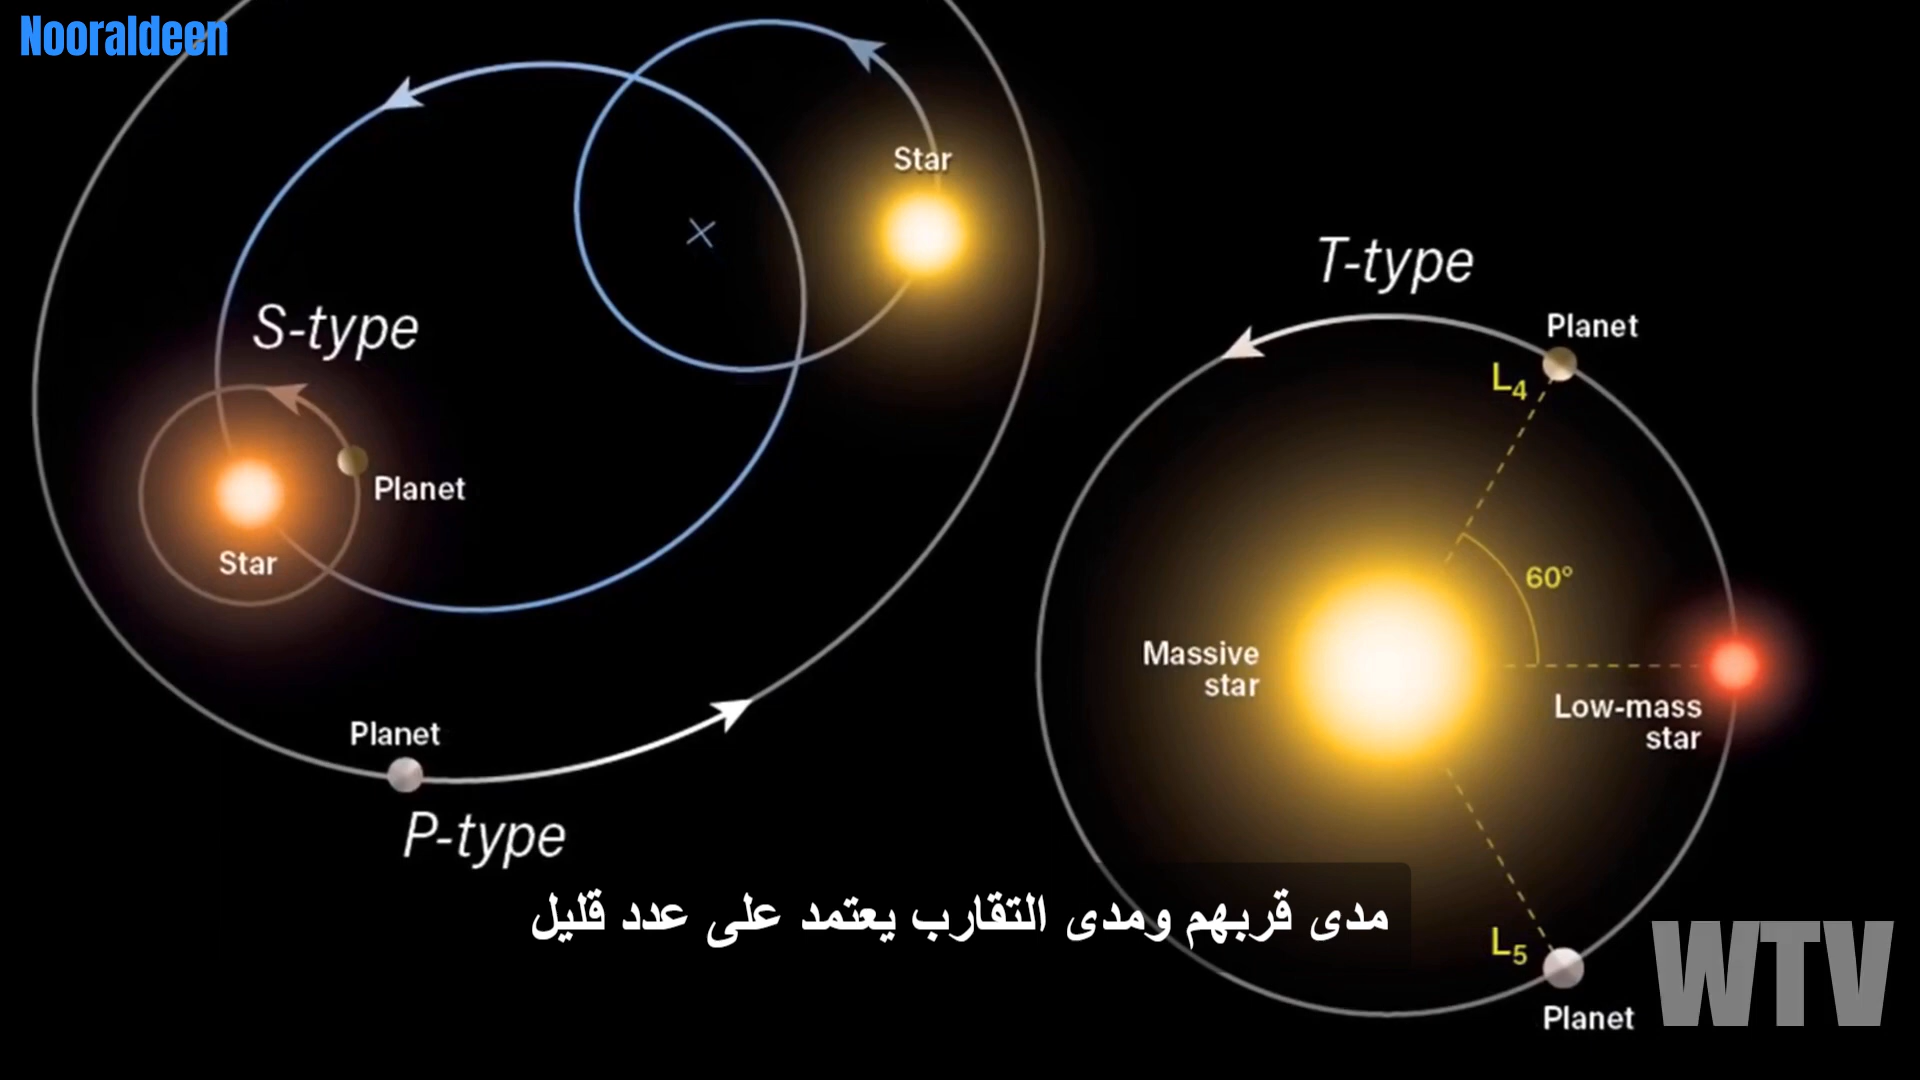 Nooraldeen
Star
S-type
Planet
Star
Planet
P-type
T-type
Planet
L4
60°
Massive
star
Low-mass
star
L5
Planet
مدى قربهم ومدى التقارب يعتمد على عدد قليل
WTV